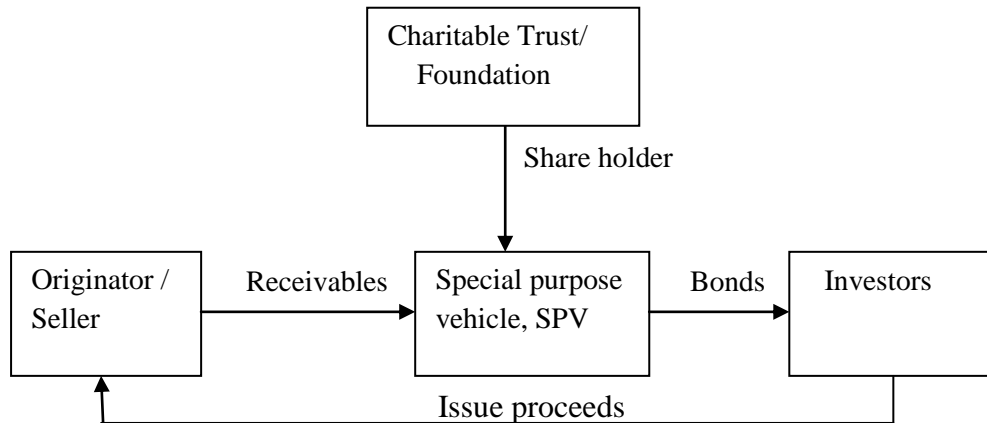 Charitable Trust/
Foundation
Share holder
Originator /
Seller
Receivables
Special purpose
vehicle, SPV
Bonds
Investors
Issue proceeds